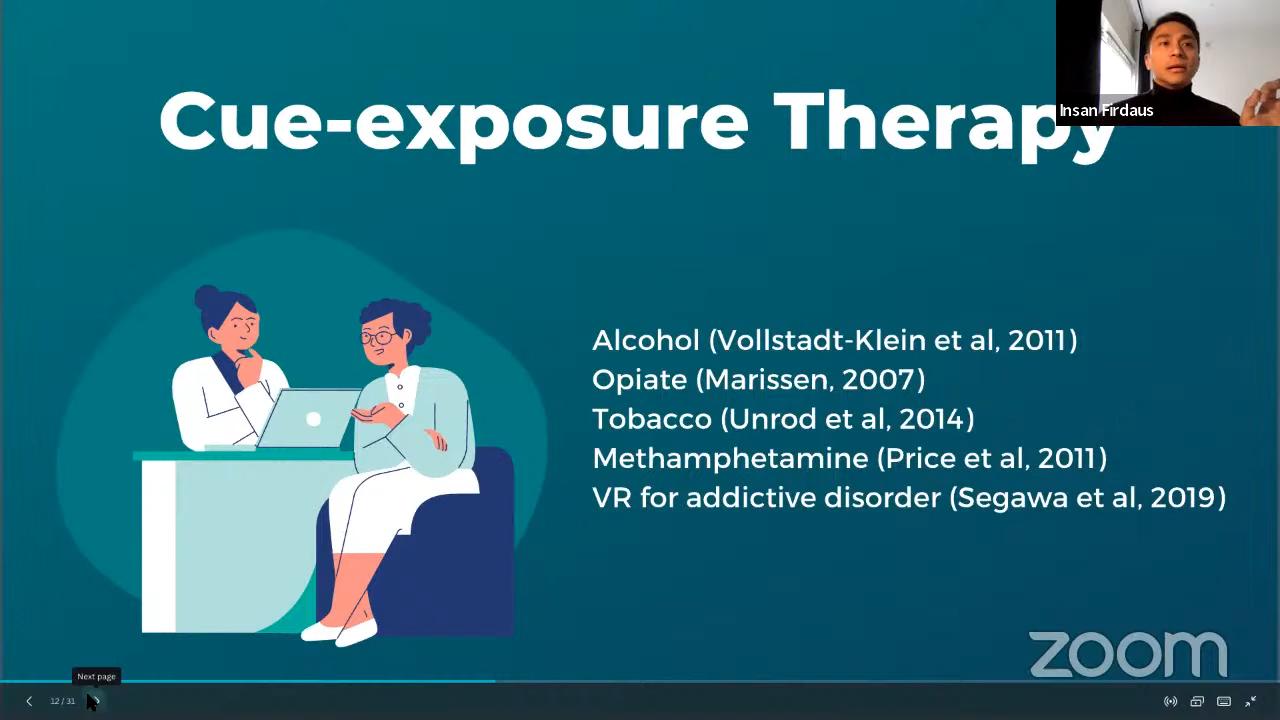 Cue-exposure Therapy
Insan Firdaus
Alcohol (Vollstadt-Klein et al, 2011)
Opiate (Marissen, 2007)
Tobacco (Unrod et al, 2014)
Methamphetamine (Price et al, 2011)
VR for addictive disorder (Segawa et al, 2019)
zoom
Next page
12 / 31